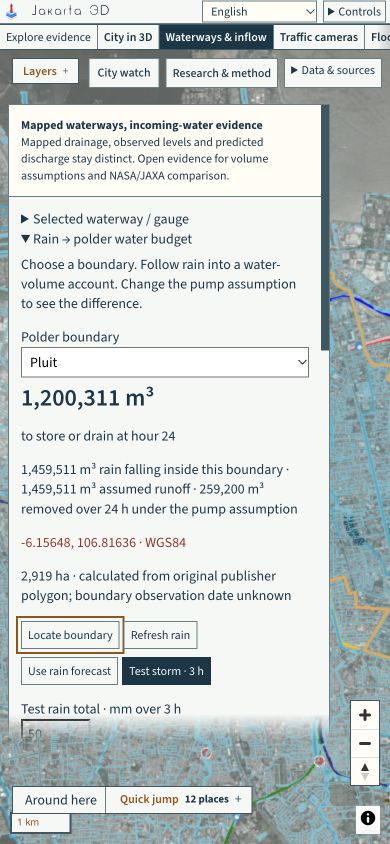 Jakarta 3D
English
▶ Controls
Explore evidence
City in 3D
Waterways & inflow
Traffic cameras
Floo
Layers +
City watch
Research & method
▶ Data & sources
Mapped waterways, incoming-water evidence
Mapped drainage, observed levels and predicted
discharge stay distinct. Open evidence for volume
assumptions and NASA/JAXA comparison.
▶ Selected waterway / gauge
▼ Rain → polder water budget
Choose a boundary. Follow rain into a water-
volume account. Change the pump assumption
to see the difference.
Polder boundary
Pluit
1,200,311 m³
to store or drain at hour 24
1,459,511 m³ rain falling inside this boundary ·
1,459,511 m³ assumed runoff · 259,200 m³
removed over 24 h under the pump assumption
-6.15648, 106.81636 · WGS84
2,919 ha · calculated from original publisher
polygon; boundary observation date unknown
Locate boundary
Refresh rain
Use rain forecast
Test storm · 3 h
Test rain total · mm over 3 h
50
Around here
Quick jump 12 places +
1 km